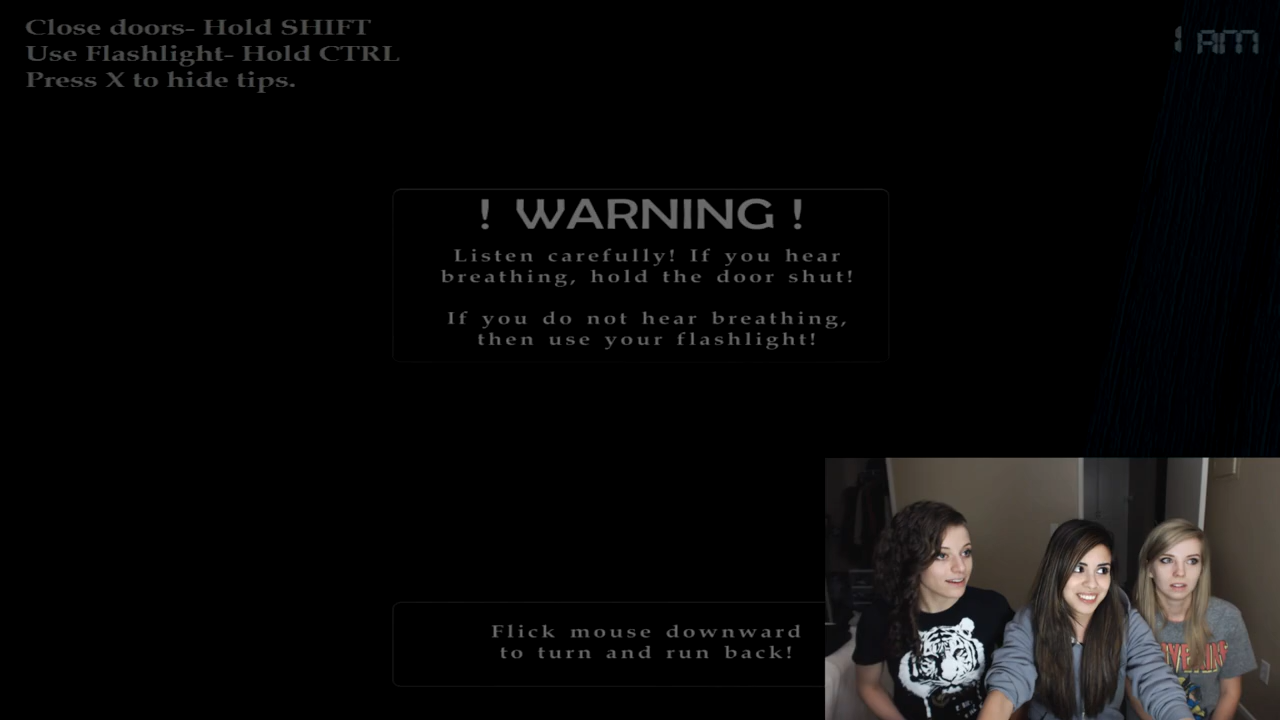 Close doors- Hold SHIFT
Use Flashlight- Hold CTRL
Press X to hide tips.
1 AM
! WARNING !
Listen carefully! If you hear
breathing, hold the door shut!
If you do not hear breathing,
then use your flashlight!
Flick mouse downward
to turn and run back!